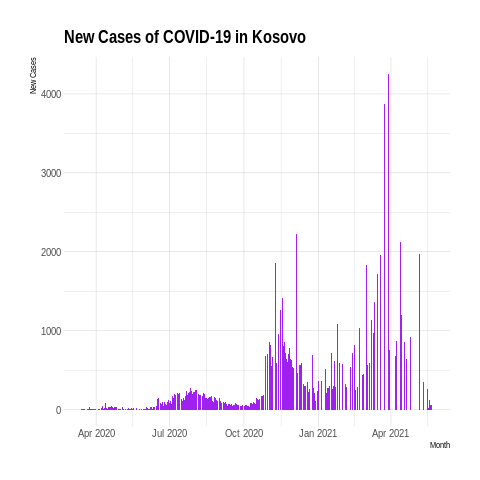 New Cases of COVID-19 in Kosovo
New Cases
4000
3000
2000
1000
0
Apr 2020 Jul 2020 Oct 2020 Jan 2021 Apr 2021
Month